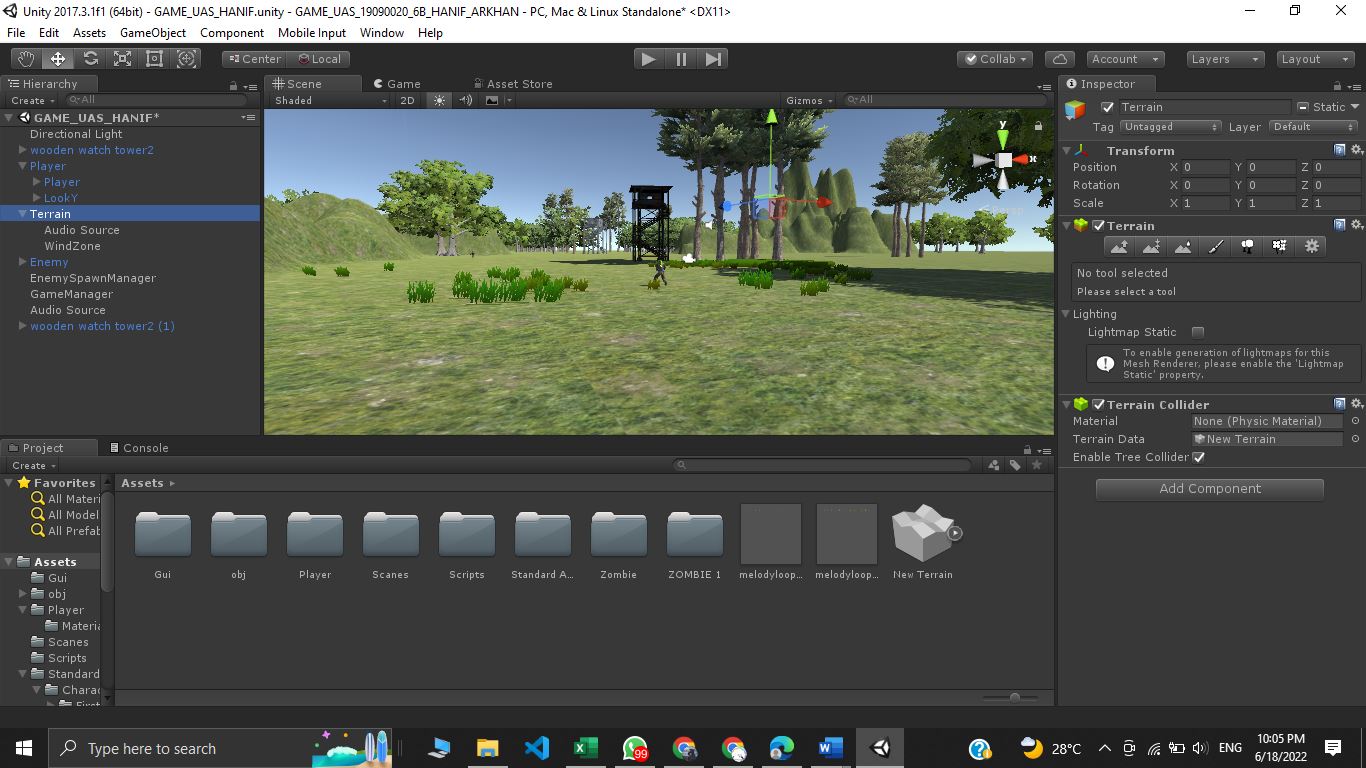 Unity 2017.3.1f1 (64bit) - GAME_UAS_HANIF.unity - GAME_UAS_19090020_6B_HANIF_ARKHAN - PC, Mac & Linux Standalone* <DX11>
File Edit Assets GameObject Component Mobile Input Window Help
Center Local Collab Account Layers Layout
Hierarchy
Create All
GAME_UAS_HANIF*
Directional Light
wooden watch tower2
Player
Player
LookY
Terrain
Audio Source
WindZone
Enemy
EnemySpawnManager
GameManager
Audio Source
wooden watch tower2 (1)
Scene Game Asset Store
Shaded 2D Gizmos All
y
x
Persp
Inspector
Terrain Static
Tag Untagged Layer Default
Transform
Position X 0 Y 0 Z 0
Rotation X 0 Y 0 Z 0
Scale X 1 Y 1 Z 1
Terrain
No tool selected
Please select a tool
Lighting
Lightmap Static
To enable generation of lightmaps for this
Mesh Renderer, please enable the 'Lightmap
Static' property.
Terrain Collider
Material None (Physic Material)
Terrain Data New Terrain
Enable Tree Collider
Add Component
Project Console
Create
Favorites
All Materi
All Model
All Prefab
Assets
Gui
obj
Player
Materia
Scanes
Scripts
Standard
Charac
First
Assets
Gui obj Player Scanes Scripts Standard A... Zombie ZOMBIE 1 melodyloop... melodyloop... New Terrain
Type here to search
99
28°C
ENG
10:05 PM
6/18/2022